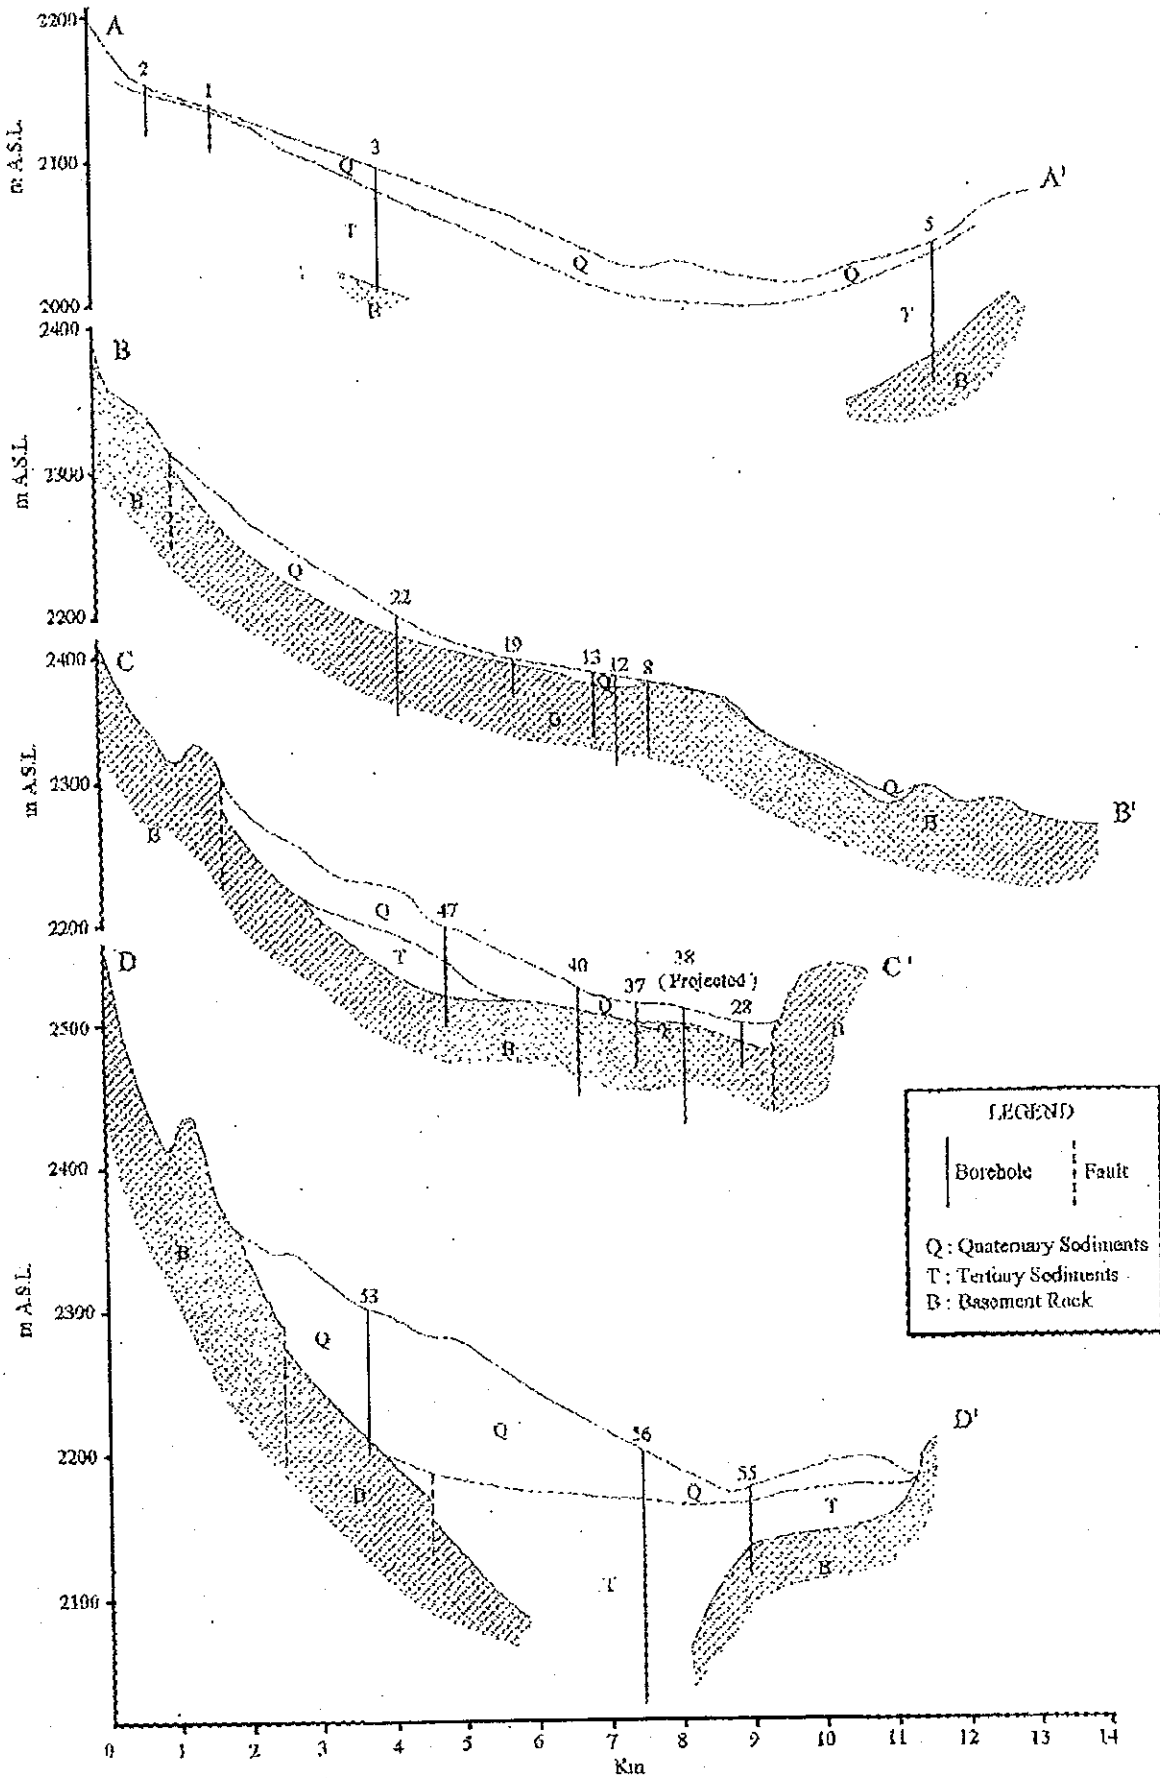 2200
A
2
1
3
m A.S.L.
2100
Q
A'
5
T
Q
Q
2000
B
T
B
2400
B
m A.S.L.
2300
B
Q
2200
22
19
13 12 8
Q
2400
C
Q
B
B'
m A.S.L.
2300
B
2200
Q
47
T
D
40
37
38
(Projected)
28
C'
B
B
2500
LEGEND
Borehole
Fault
Q : Quaternary Sediments
T : Tertiary Sediments
B : Basement Rock
2400
B
m A.S.L.
2300
53
Q
Q
56
D'
2200
55
Q
T
B
B
T
2100
0 1 2 3 4 5 6 7 8 9 10 11 12 13 14
Km